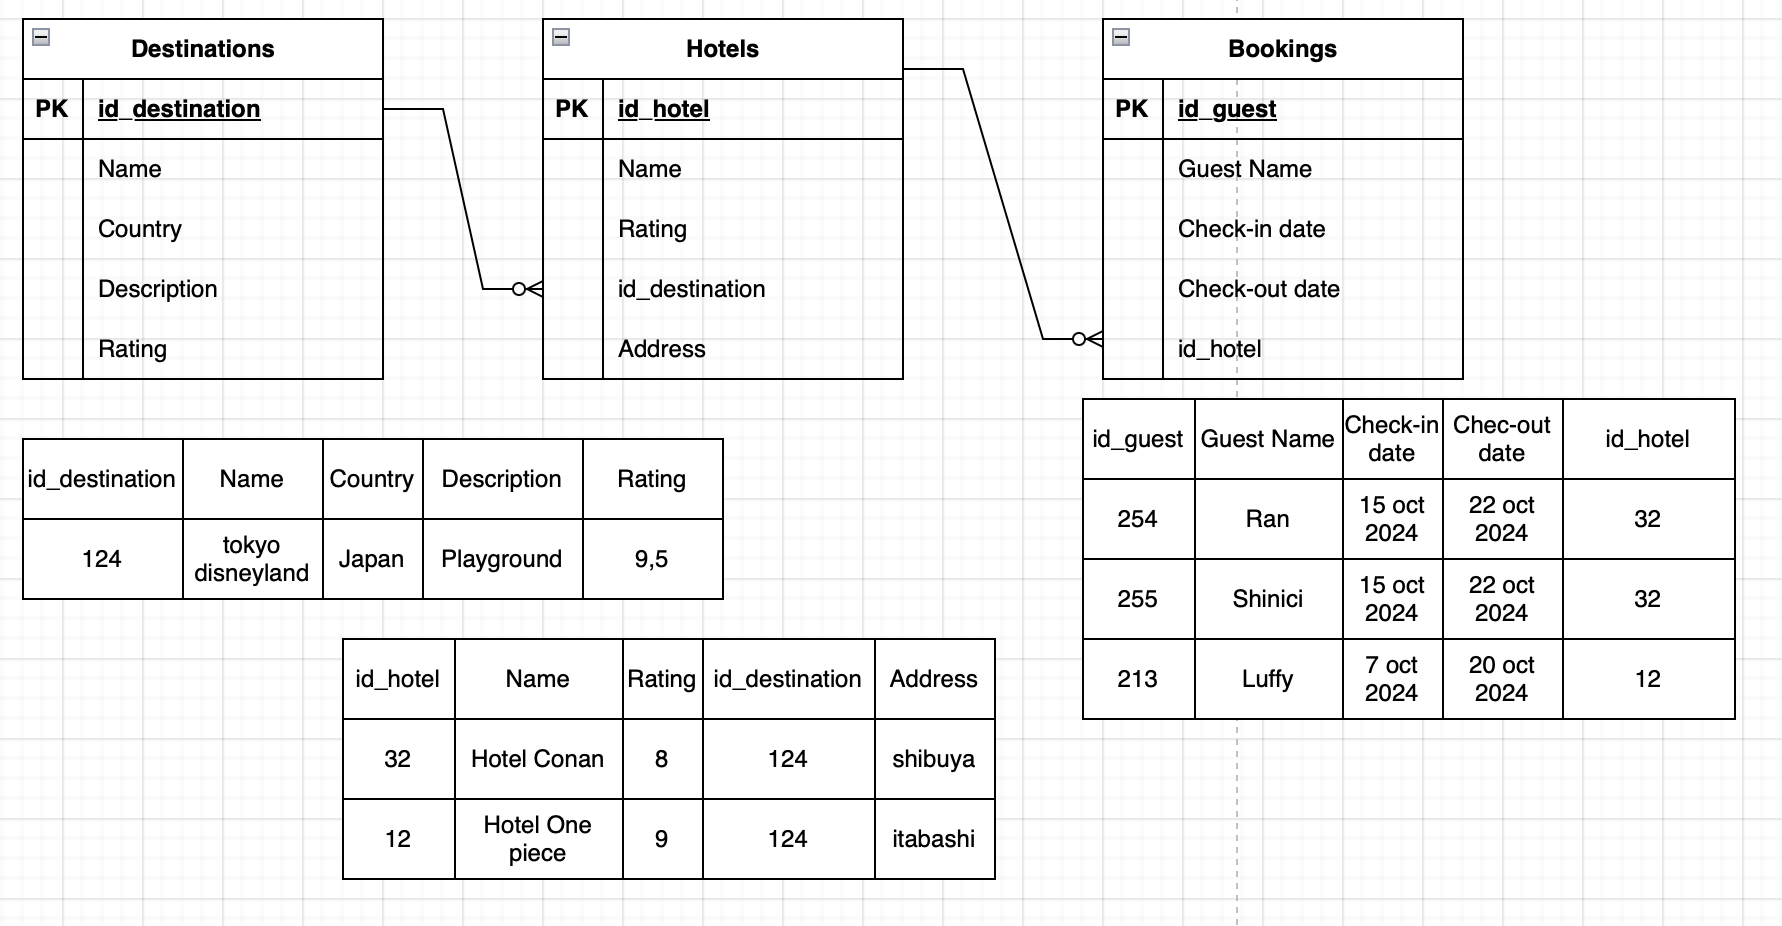 Destinations
PK id_destination
Name
Country
Description
Rating
Hotels
PK id_hotel
Name
Rating
id_destination
Address
Bookings
PK id_guest
Guest Name
Check-in date
Check-out date
id_hotel
id_destination Name Country Description Rating
124 tokyo disneyland Japan Playground 9,5
id_hotel Name Rating id_destination Address
32 Hotel Conan 8 124 shibuya
12 Hotel One piece 9 124 itabashi
id_guest Guest Name Check-in date Chec-out date id_hotel
254 Ran 15 oct 2024 22 oct 2024 32
255 Shinici 15 oct 2024 22 oct 2024 32
213 Luffy 7 oct 2024 20 oct 2024 12